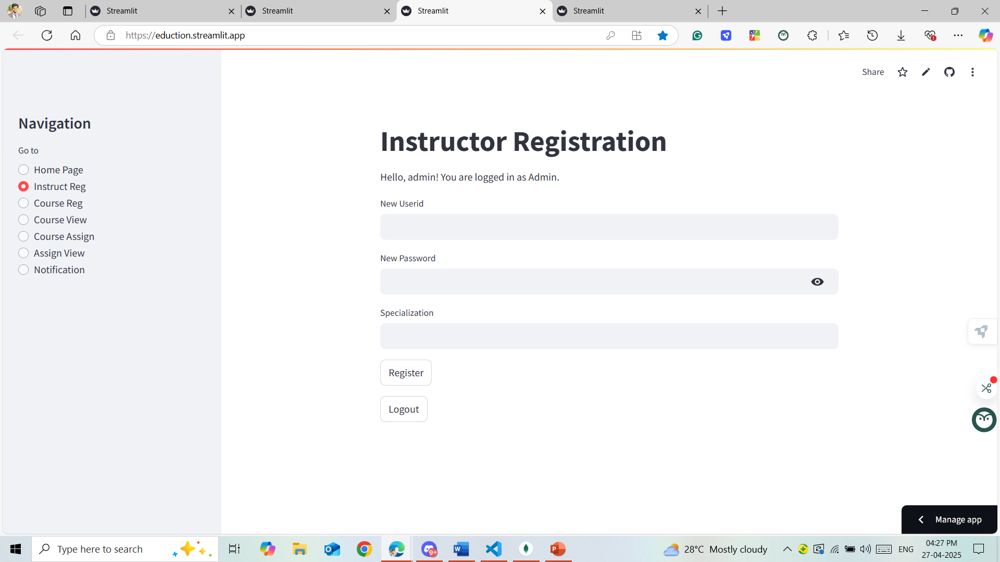 Streamlit
Streamlit
Streamlit
Streamlit
https://eduction.streamlit.app
Share
Navigation
Go to
Home Page
Instruct Reg
Course Reg
Course View
Course Assign
Assign View
Notification
Instructor Registration
Hello, admin! You are logged in as Admin.
New Userid
New Password
Specialization
Register
Logout
Manage app
Type here to search
9+
28°C Mostly cloudy
ENG
04:27 PM
27-04-2025